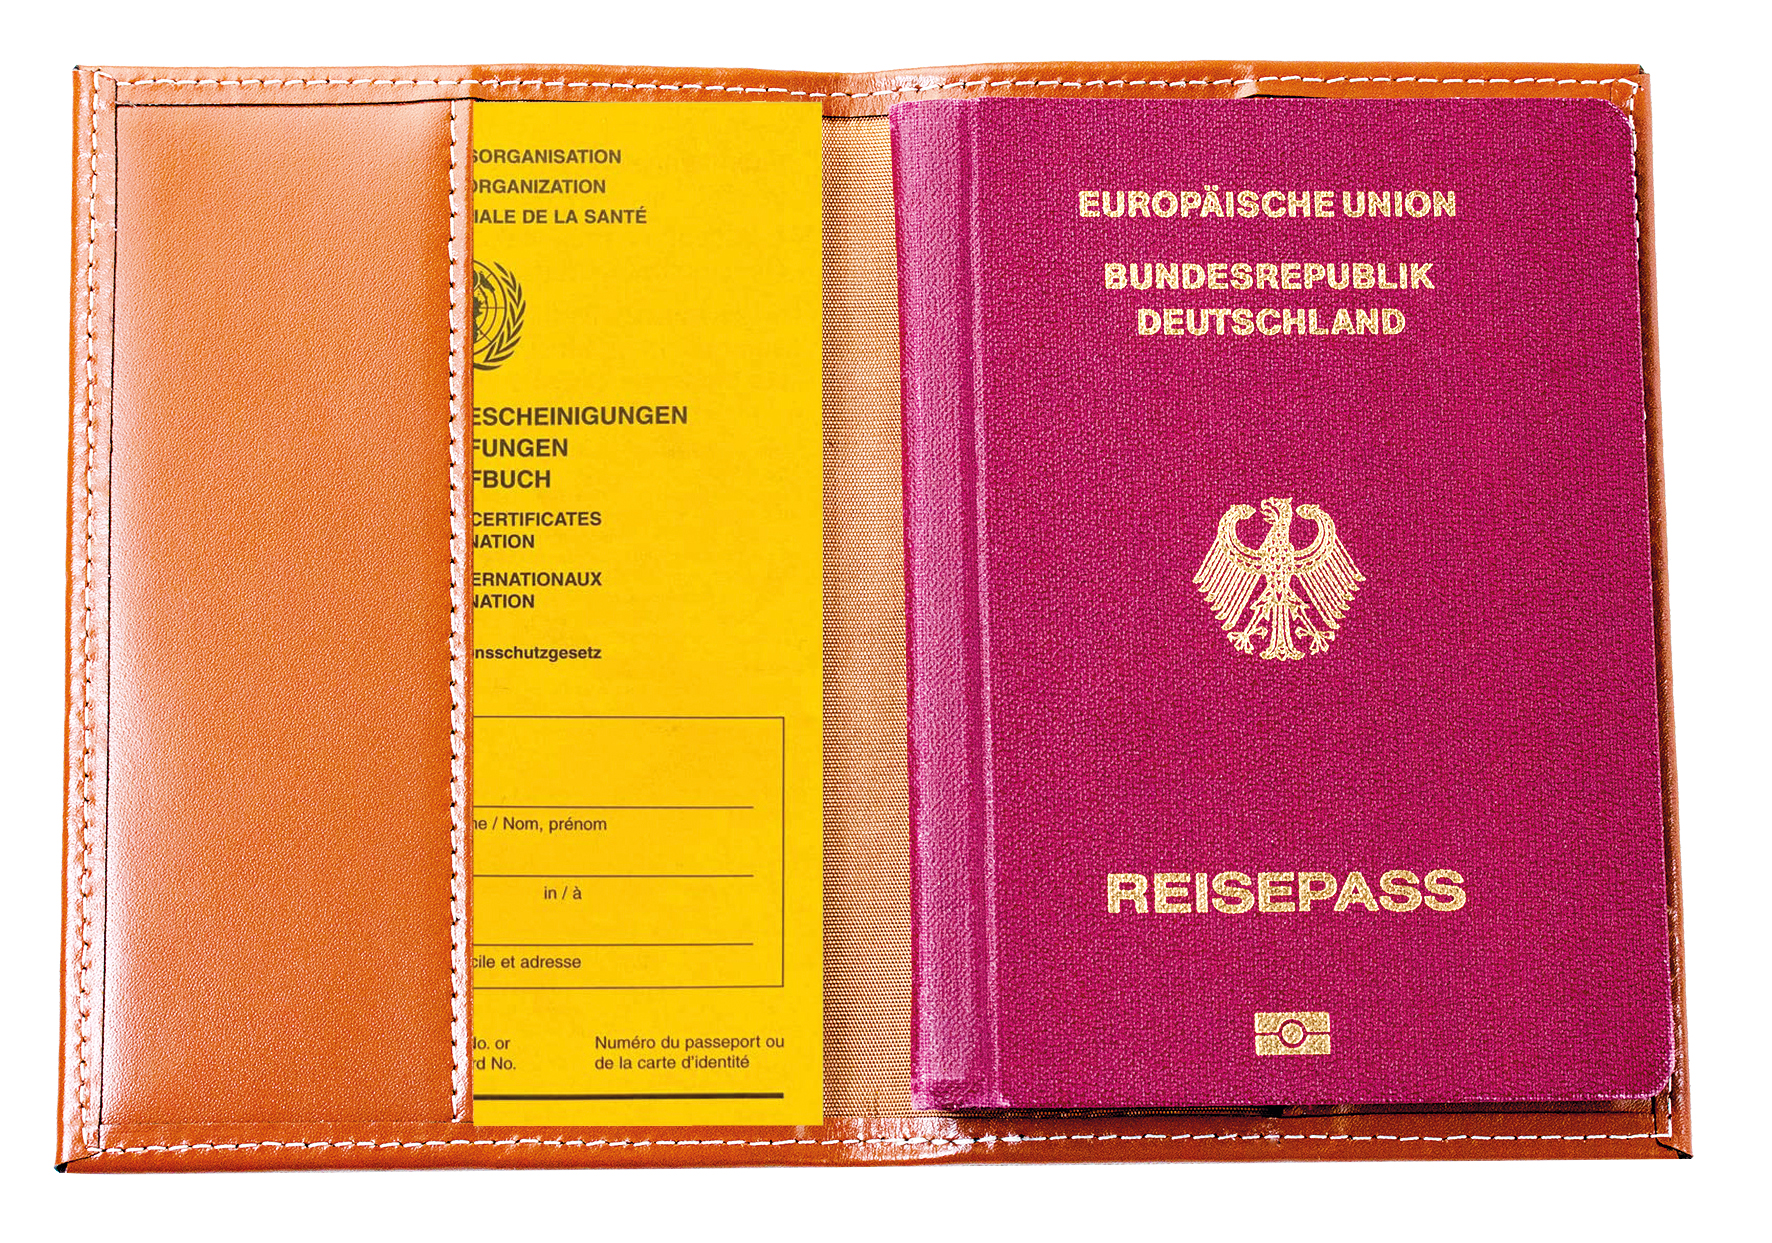 SORGANISATION
ORGANIZATION
IALE DE LA SANTÉ
ESCHEINIGUNGEN
FUNGEN
FBUCH
CERTIFICATES
NATION
ERNATIONAUX
NATION
nsschutzgesetz
ne / Nom, prénom
in / à
cile et adresse
No. or
rd No.
Numéro du passeport ou
de la carte d'identité
EUROPÄISCHE UNION
BUNDESREPUBLIK
DEUTSCHLAND
REISEPASS